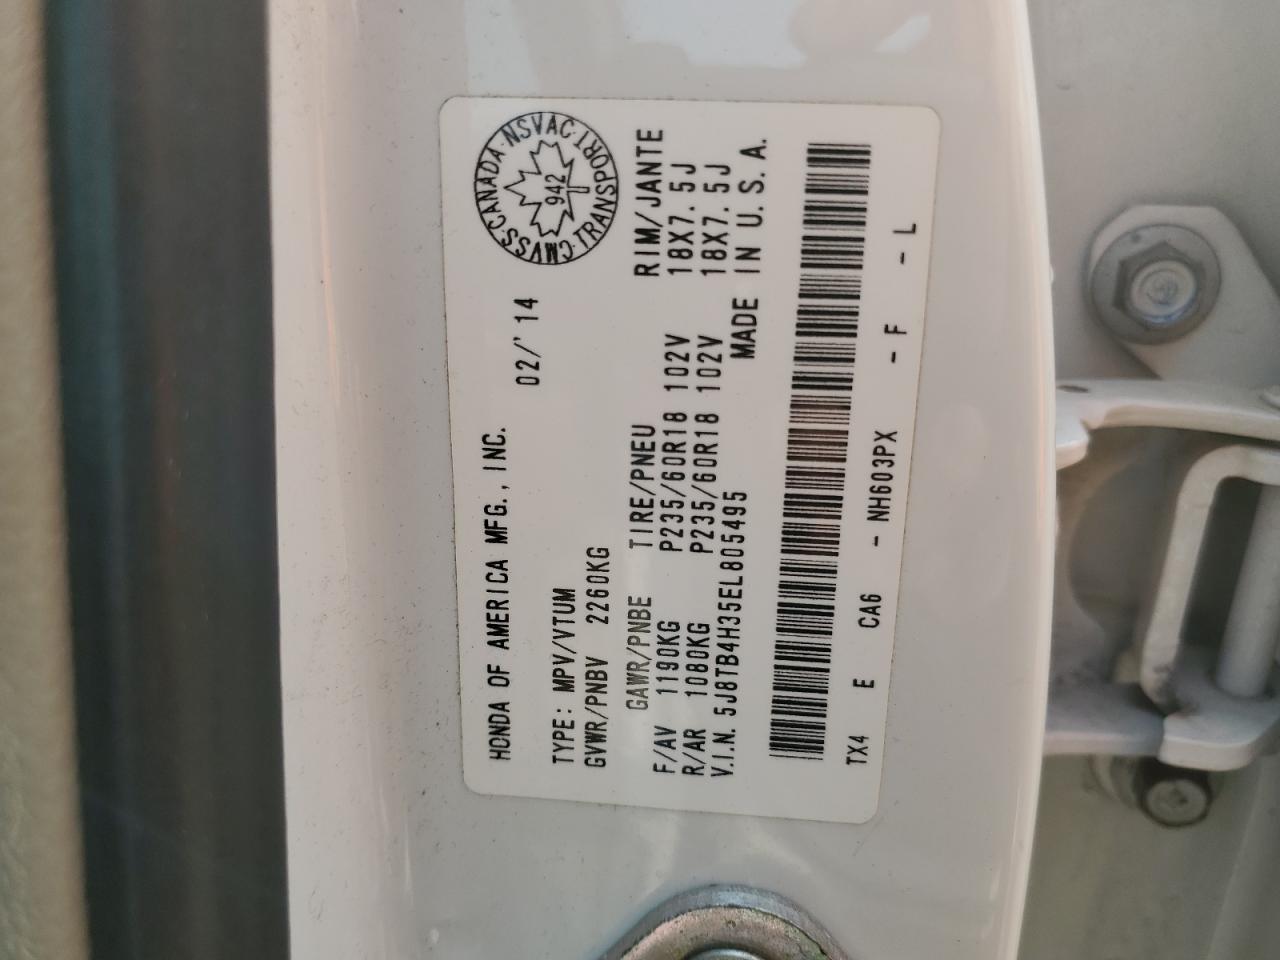 HONDA OF AMERICA MFG., INC. 02/'14
CMVSS CANADA·NSVAC·TRANSPORT·
942
TYPE: MPV/VTUM
GVWR/PNBV 2260KG
GAWR/PNBE TIRE/PNEU RIM/JANTE
F/AV 1190KG P235/60R18 102V 18X7.5J
R/AR 1080KG P235/60R18 102V 18X7.5J
V.I.N. 5J8TB4H35EL805495 MADE IN U.S.A.
TX4 E CA6 - NH603PX - F - L